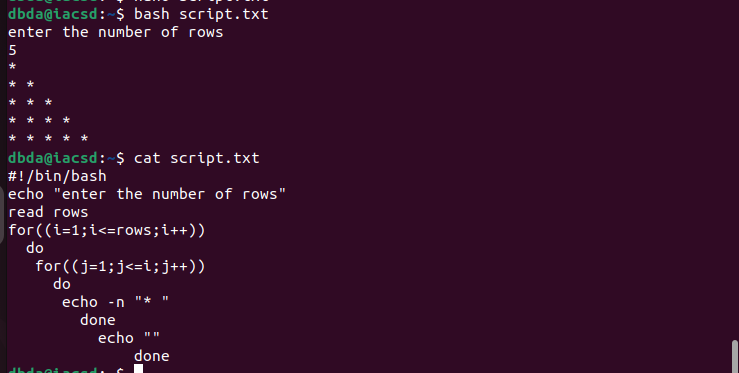 dbda@iacsd:~$ bash script.txt
enter the number of rows
5
*
* *
* * *
* * * *
* * * * *
dbda@iacsd:~$ cat script.txt
#!/bin/bash
echo "enter the number of rows"
read rows
for((i=1;i<=rows;i++))
  do
   for((j=1;j<=i;j++))
     do
      echo -n "* "
        done
          echo ""
              done
dbda@iacsd:~$